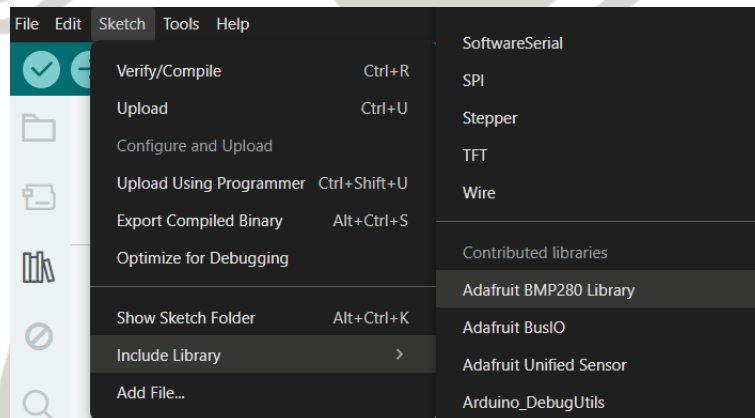 File Edit Sketch Tools Help
Verify/Compile Ctrl+R
Upload Ctrl+U
Configure and Upload
Upload Using Programmer Ctrl+Shift+U
Export Compiled Binary Alt+Ctrl+S
Optimize for Debugging
Show Sketch Folder Alt+Ctrl+K
Include Library >
Add File...
SoftwareSerial
SPI
Stepper
TFT
Wire
Contributed libraries
Adafruit BMP280 Library
Adafruit BusIO
Adafruit Unified Sensor
Arduino_DebugUtils